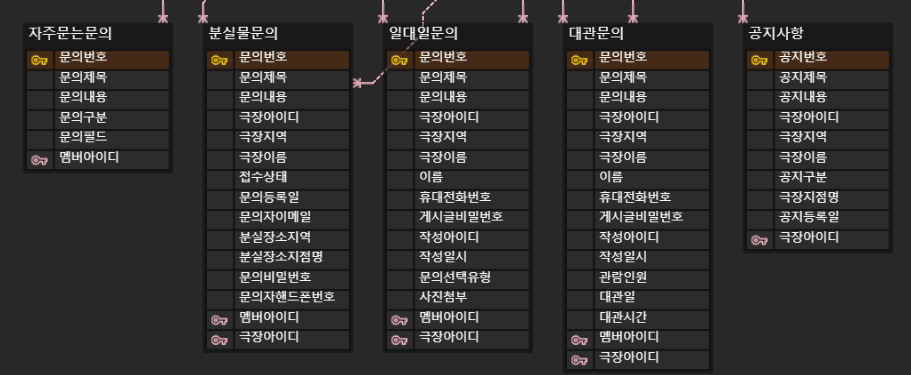 자주묻는문의
문의번호
문의제목
문의내용
문의구분
문의필드
멤버아이디
분실물문의
문의번호
문의제목
문의내용
극장아이디
극장지역
극장이름
접수상태
문의등록일
문의자이메일
분실장소지역
분실장소지점명
문의비밀번호
문의자핸드폰번호
멤버아이디
극장아이디
일대일문의
문의번호
문의제목
문의내용
극장아이디
극장지역
극장이름
이름
휴대전화번호
게시글비밀번호
작성아이디
작성일시
문의선택유형
사진첨부
멤버아이디
극장아이디
대관문의
문의번호
문의제목
문의내용
극장아이디
극장지역
극장이름
이름
휴대전화번호
게시글비밀번호
작성아이디
작성일시
관람인원
대관일
대관시간
멤버아이디
극장아이디
공지사항
공지번호
공지제목
공지내용
극장아이디
극장지역
극장이름
공지구분
극장지점명
공지등록일
극장아이디